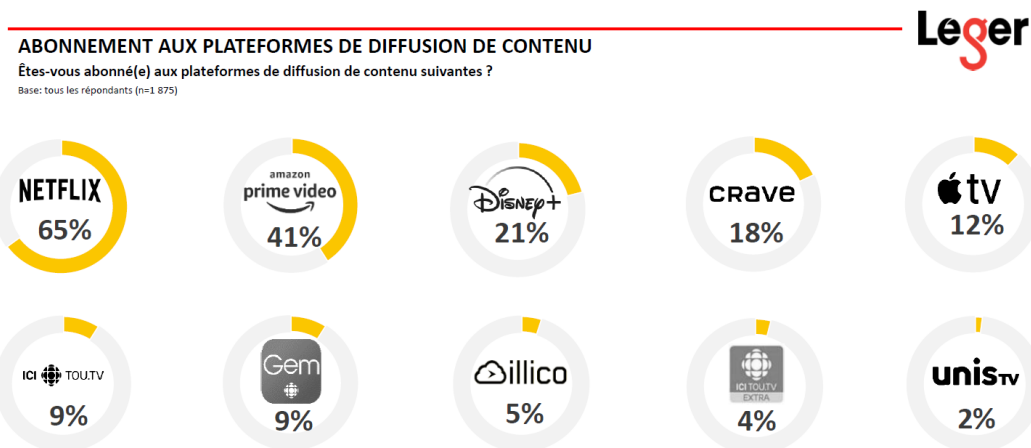 Leger
ABONNEMENT AUX PLATEFORMES DE DIFFUSION DE CONTENU
Êtes-vous abonné(e) aux plateformes de diffusion de contenu suivantes ?
Base: tous les répondants (n=1 875)
NETFLIX
65%
amazon
prime video
41%
Disney+
21%
crave
18%
tv
12%
ICI TOU.TV
9%
Gem
9%
illico
5%
ICI TOU.TV
EXTRA
4%
unis TV
2%